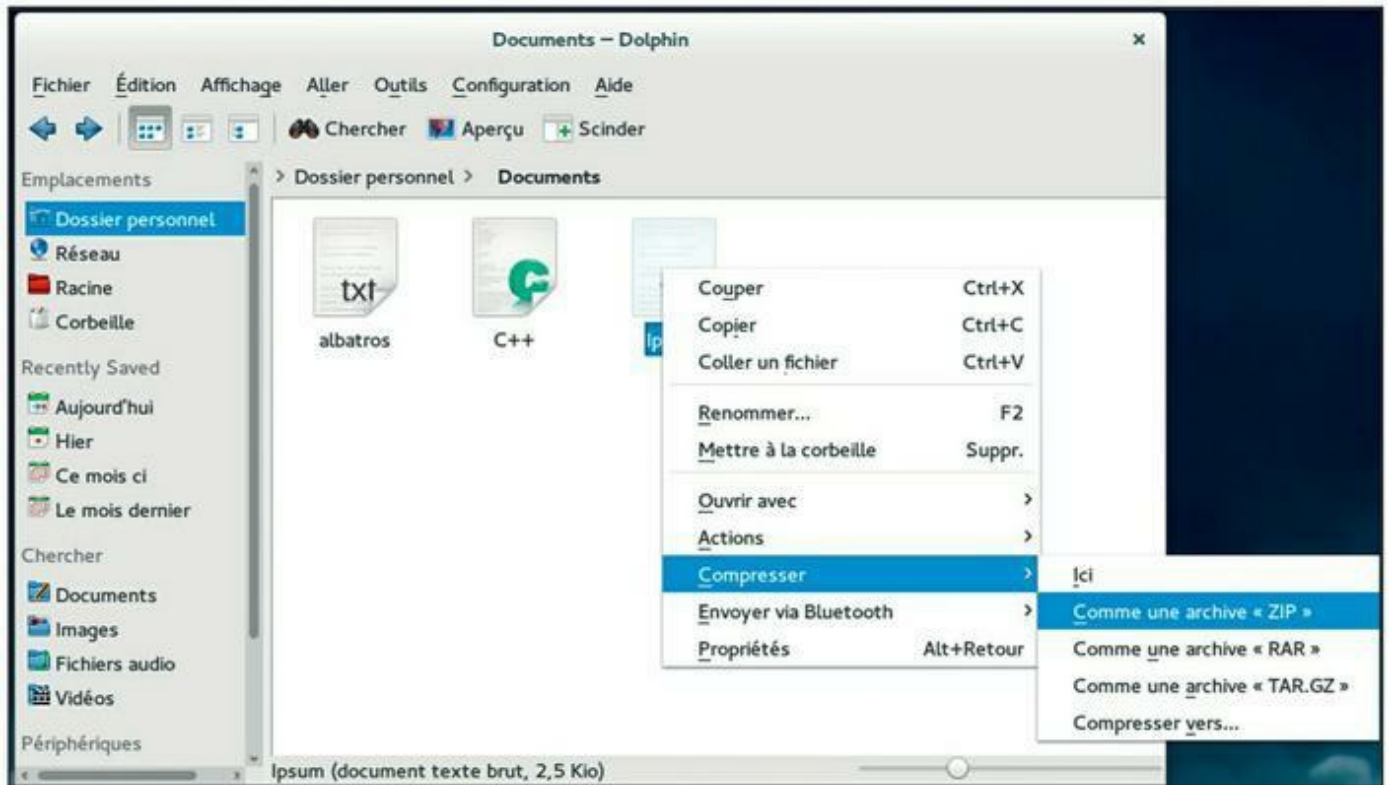 Documents — Dolphin
×
Fichier Édition Affichage Aller Outils Configuration Aide
Chercher Aperçu Scinder
Emplacements
> Dossier personnel > Documents
Dossier personnel
Réseau
Racine
Corbeille
Recently Saved
Aujourd'hui
Hier
Ce mois ci
Le mois dernier
Chercher
Documents
Images
Fichiers audio
Vidéos
Périphériques
txt
albatros
C++
Ip
Couper Ctrl+X
Copier Ctrl+C
Coller un fichier Ctrl+V
Renommer... F2
Mettre à la corbeille Suppr.
Ouvrir avec >
Actions >
Compresser >
Envoyer via Bluetooth >
Propriétés Alt+Retour
Ici
Comme une archive « ZIP »
Comme une archive « RAR »
Comme une archive « TAR.GZ »
Compresser vers...
Ipsum (document texte brut, 2,5 Kio)